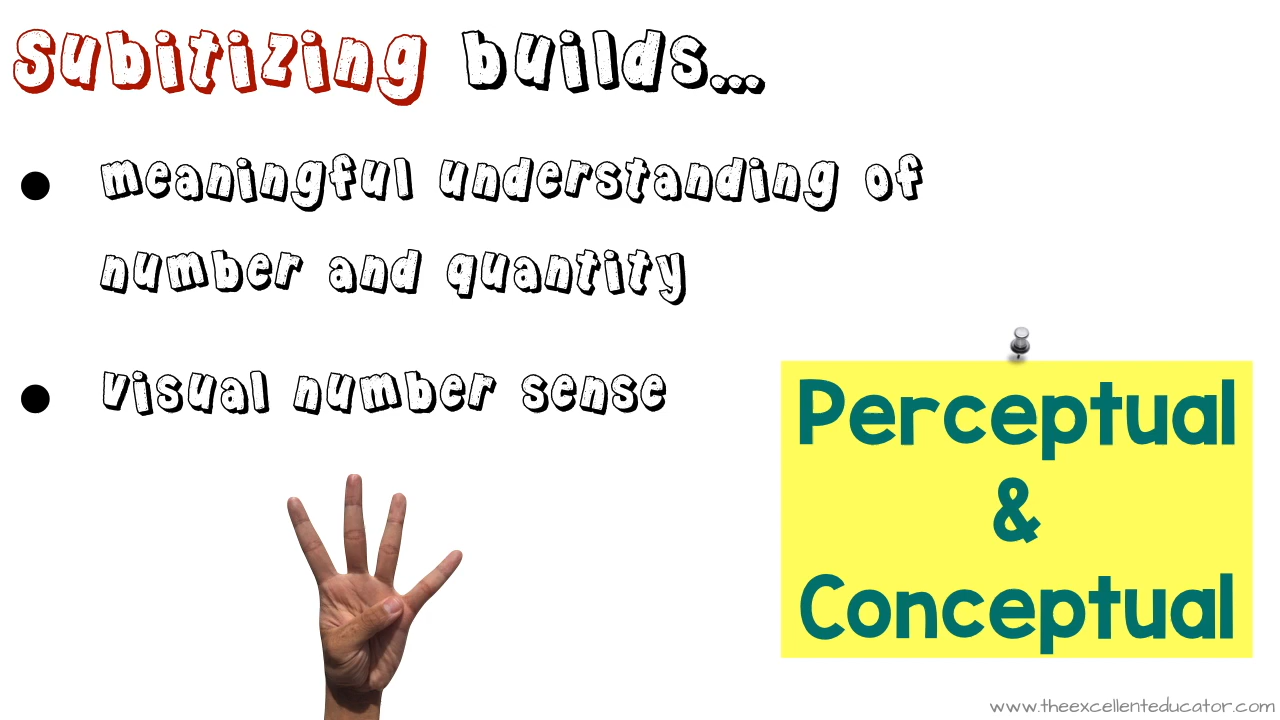 Subitizing builds...
• meaningful understanding of
number and quantity
• visual number sense
Perceptual
&
Conceptual
www.theexcellenteducator.com